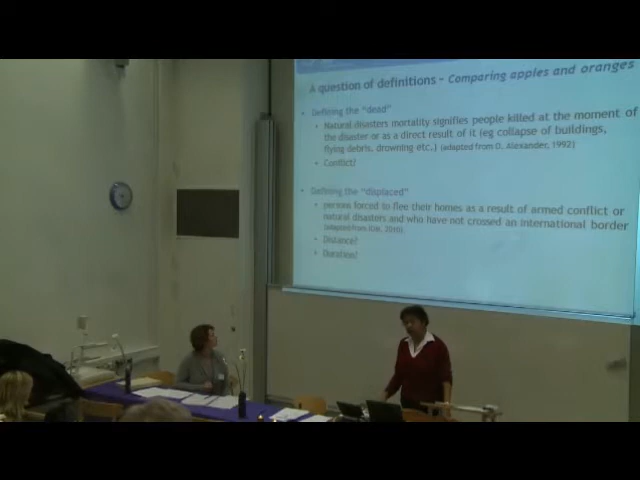 A question of definitions - Comparing apples and oranges
Defining the "dead"
Natural disasters mortality signifies people killed at the moment of
the disaster or as a direct result of it (eg collapse of buildings,
flying debris, drowning etc.) (adapted from D. Alexander, 1992)
Conflict?
Defining the "displaced"
persons forced to flee their homes as a result of armed conflict or
natural disasters and who have not crossed an international border
(adapted from 2010)
Distance?
Duration?